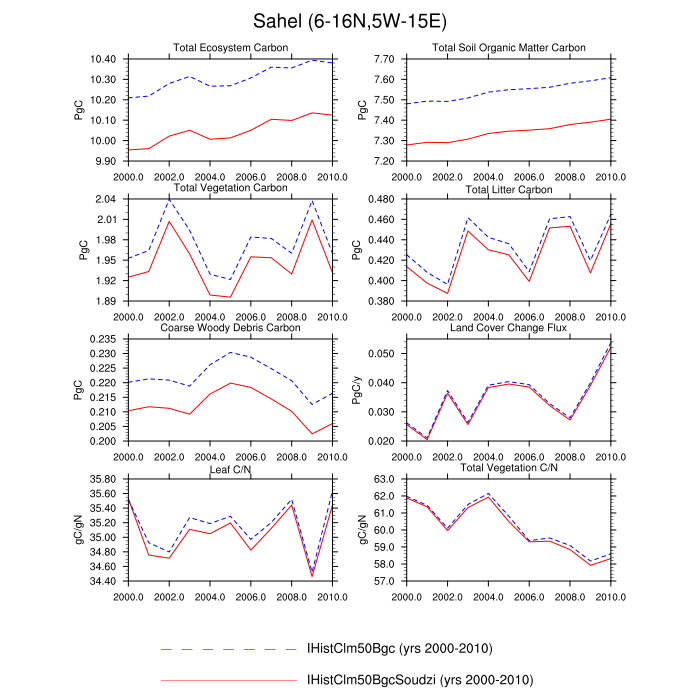 Sahel (6-16N,5W-15E)
Total Ecosystem Carbon
PgC
10.40
10.30
10.20
10.10
10.00
9.90
2000.0 2002.0 2004.0 2006.0 2008.0 2010.0
Total Soil Organic Matter Carbon
PgC
7.70
7.60
7.50
7.40
7.30
7.20
2000.0 2002.0 2004.0 2006.0 2008.0 2010.0
Total Vegetation Carbon
PgC
2.04
2.01
1.98
1.95
1.92
1.89
2000.0 2002.0 2004.0 2006.0 2008.0 2010.0
Total Litter Carbon
PgC
0.480
0.460
0.440
0.420
0.400
0.380
2000.0 2002.0 2004.0 2006.0 2008.0 2010.0
Coarse Woody Debris Carbon
PgC
0.235
0.230
0.225
0.220
0.215
0.210
0.205
0.200
2000.0 2002.0 2004.0 2006.0 2008.0 2010.0
Land Cover Change Flux
PgC/y
0.050
0.040
0.030
0.020
2000.0 2002.0 2004.0 2006.0 2008.0 2010.0
Leaf C/N
gC/gN
35.80
35.60
35.40
35.20
35.00
34.80
34.60
34.40
2000.0 2002.0 2004.0 2006.0 2008.0 2010.0
Total Vegetation C/N
gC/gN
63.0
62.0
61.0
60.0
59.0
58.0
57.0
2000.0 2002.0 2004.0 2006.0 2008.0 2010.0
IHistClm50Bgc (yrs 2000-2010)
IHistClm50BgcSoudzi (yrs 2000-2010)